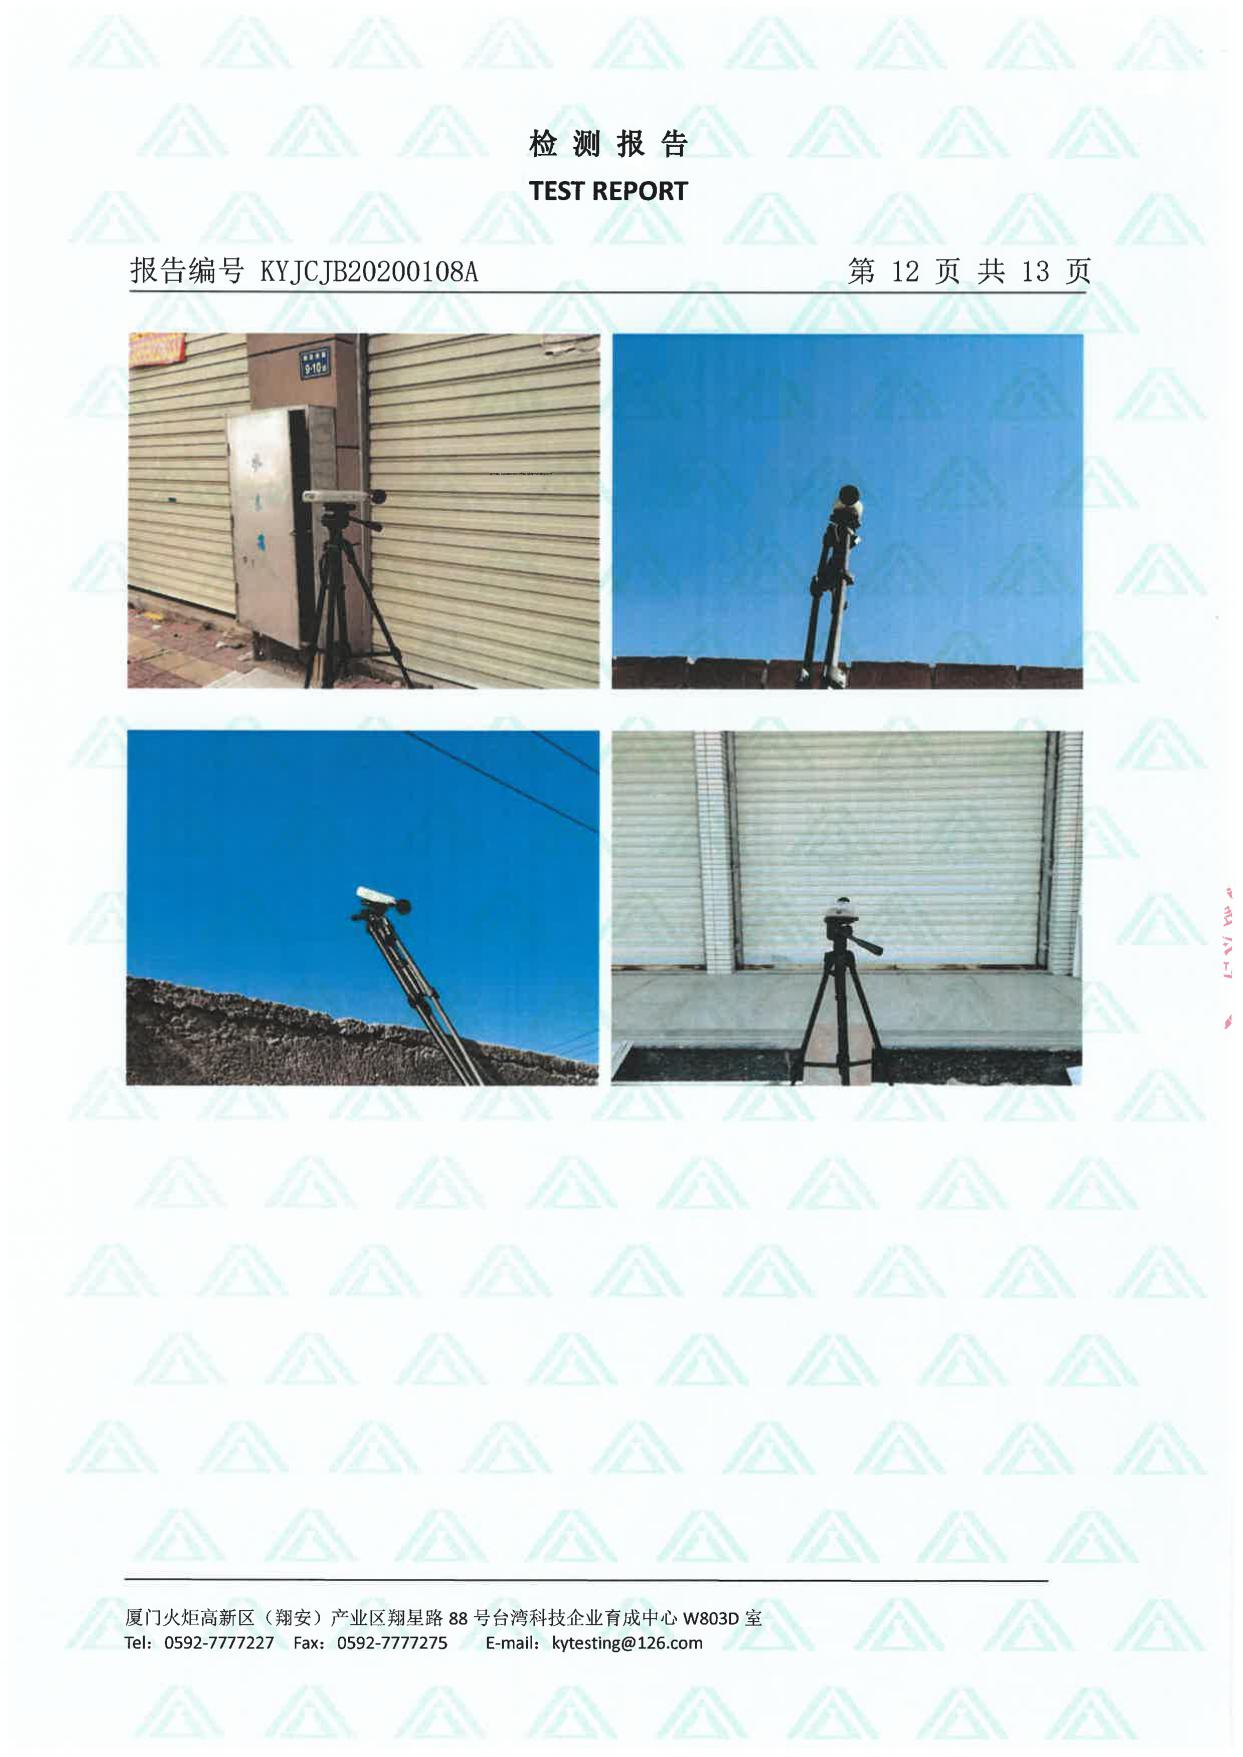 检测报告
TEST REPORT
报告编号 KYJCJB20200108A
第 12 页 共 13 页
9-10
厦门火炬高新区（翔安）产业区翔星路 88 号台湾科技企业育成中心 W803D 室
Tel：0592-7777227 Fax：0592-7777275 E-mail：kytesting@126.com